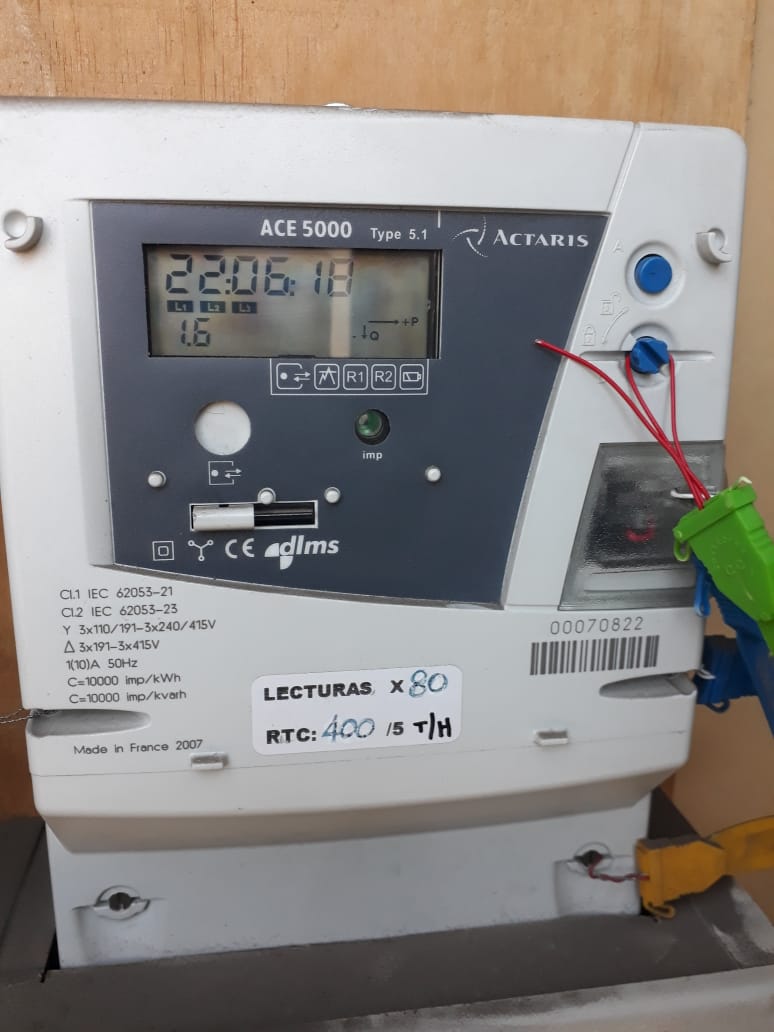 ACE 5000 Type 5.1 ACTARIS
22:06:18
L1 L2 L3
1.6
+P
Q
R1 R2
imp
A
CE dlms
Cl.1 IEC 62053-21
Cl.2 IEC 62053-23
Y 3x110/191-3x240/415V
Δ 3x191-3x415V
1(10)A 50Hz
C=10000 imp/kWh
C=10000 imp/kvarh
Made in France 2007
00070822
LECTURAS X 80
RTC: 400 /5 T/H